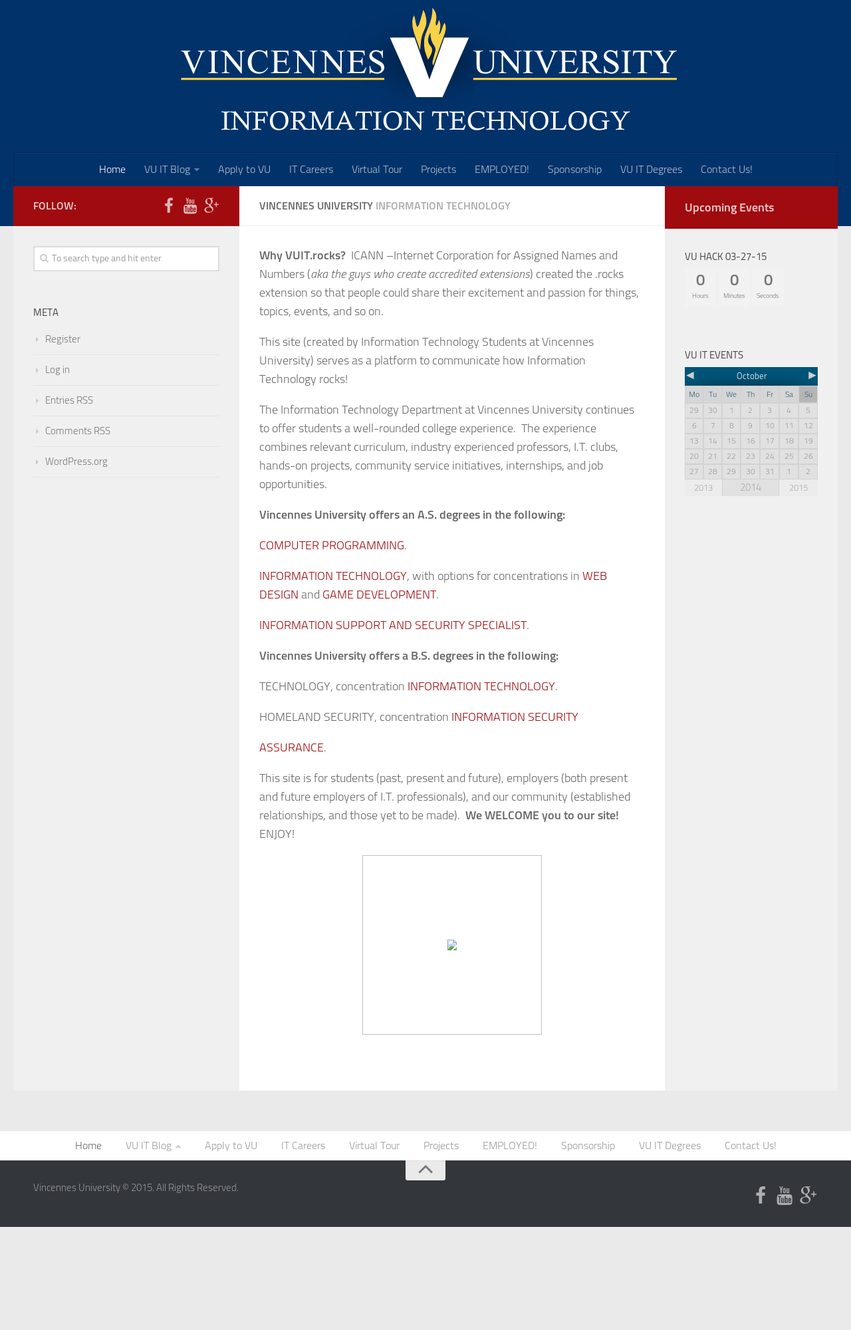 VINCENNES UNIVERSITY
INFORMATION TECHNOLOGY
Home VU IT Blog Apply to VU IT Careers Virtual Tour Projects EMPLOYED! Sponsorship VU IT Degrees Contact Us!
FOLLOW:
To search type and hit enter
META
Register
Log in
Entries RSS
Comments RSS
WordPress.org
VINCENNES UNIVERSITY INFORMATION TECHNOLOGY
Why VUIT.rocks?  ICANN –Internet Corporation for Assigned Names and
Numbers (aka the guys who create accredited extensions) created the .rocks
extension so that people could share their excitement and passion for things,
topics, events, and so on.
This site (created by Information Technology Students at Vincennes
University) serves as a platform to communicate how Information
Technology rocks!
The Information Technology Department at Vincennes University continues
to offer students a well-rounded college experience.  The experience
combines relevant curriculum, industry experienced professors, I.T. clubs,
hands-on projects, community service initiatives, internships, and job
opportunities.
Vincennes University offers an A.S. degrees in the following:
COMPUTER PROGRAMMING.
INFORMATION TECHNOLOGY, with options for concentrations in WEB
DESIGN and GAME DEVELOPMENT.
INFORMATION SUPPORT AND SECURITY SPECIALIST.
Vincennes University offers a B.S. degrees in the following:
TECHNOLOGY, concentration INFORMATION TECHNOLOGY.
HOMELAND SECURITY, concentration INFORMATION SECURITY
ASSURANCE.
This site is for students (past, present and future), employers (both present
and future employers of I.T. professionals), and our community (established
relationships, and those yet to be made).  We WELCOME you to our site!
ENJOY!
Upcoming Events
VU HACK 03-27-15
0 0 0
Hours Minutes Seconds
VU IT EVENTS
October
Mo Tu We Th Fr Sa Su
29 30 1 2 3 4 5
6 7 8 9 10 11 12
13 14 15 16 17 18 19
20 21 22 23 24 25 26
27 28 29 30 31 1 2
2013 2014 2015
Home VU IT Blog Apply to VU IT Careers Virtual Tour Projects EMPLOYED! Sponsorship VU IT Degrees Contact Us!
Vincennes University © 2015. All Rights Reserved.